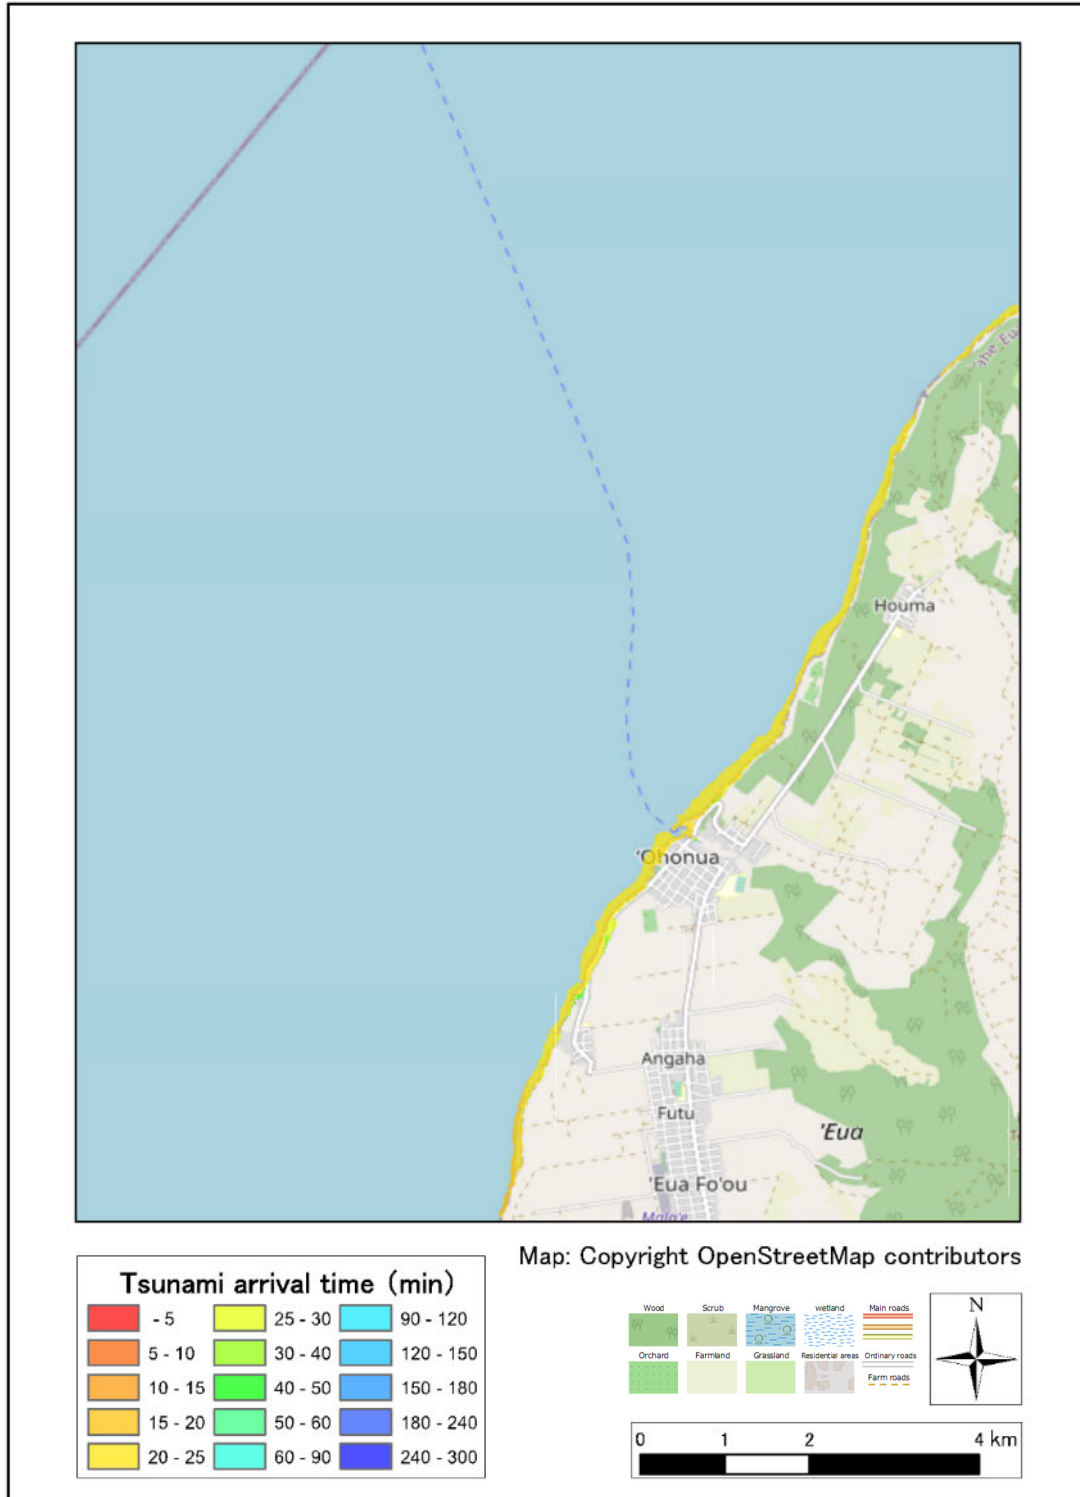 ahe 'Eu
Houma
'Ohonua
Angaha
Futu
'Eua
'Eua Fo'ou
Mala'e
Map: Copyright OpenStreetMap contributors
Tsunami arrival time (min)
- 5
25 - 30
90 - 120
5 - 10
30 - 40
120 - 150
10 - 15
40 - 50
150 - 180
15 - 20
50 - 60
180 - 240
20 - 25
60 - 90
240 - 300
Wood
Scrub
Mangrove
wetland
Main roads
Orchard
Farmland
Grassland
Residential areas
Ordinary roads
Farm roads
N
0 1 2 4 km